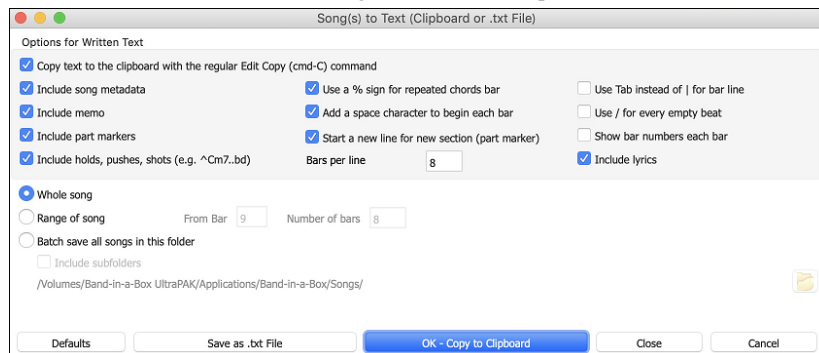 Song(s) to Text (Clipboard or .txt File)
Options for Written Text
Copy text to the clipboard with the regular Edit Copy (cmd-C) command
Include song metadata
Use a % sign for repeated chords bar
Use Tab instead of | for bar line
Include memo
Add a space character to begin each bar
Use / for every empty beat
Include part markers
Start a new line for new section (part marker)
Show bar numbers each bar
Include holds, pushes, shots (e.g. ^Cm7..bd)
Bars per line 8
Include lyrics
Whole song
Range of song From Bar 9 Number of bars 8
Batch save all songs in this folder
Include subfolders
/Volumes/Band-in-a-Box UltraPAK/Applications/Band-in-a-Box/Songs/
Defaults
Save as .txt File
OK - Copy to Clipboard
Close
Cancel